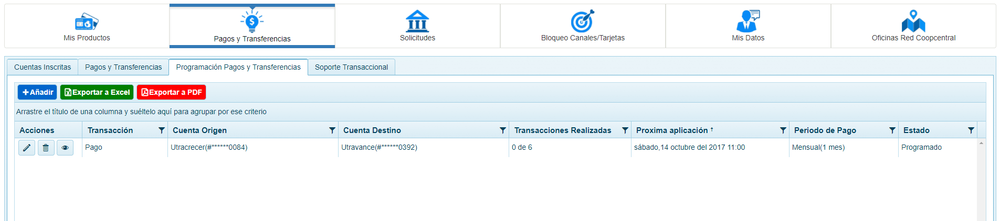 Mis Productos
Pagos y Transferencias
Solicitudes
Bloqueo Canales/Tarjetas
Mis Datos
Oficinas Red Coopcentral
Cuentas Inscritas
Pagos y Transferencias
Programación Pagos y Transferencias
Soporte Transaccional
Añadir
Exportar a Excel
Exportar a PDF
Arrastre el título de una columna y suéltelo aquí para agrupar por ese criterio
Acciones
Transacción
Cuenta Origen
Cuenta Destino
Transacciones Realizadas
Proxima aplicación ↑
Periodo de Pago
Estado
Pago
Utracrecer(#******0084)
Utravance(#******0392)
0 de 6
sábado,14 octubre del 2017 11:00
Mensual(1 mes)
Programado